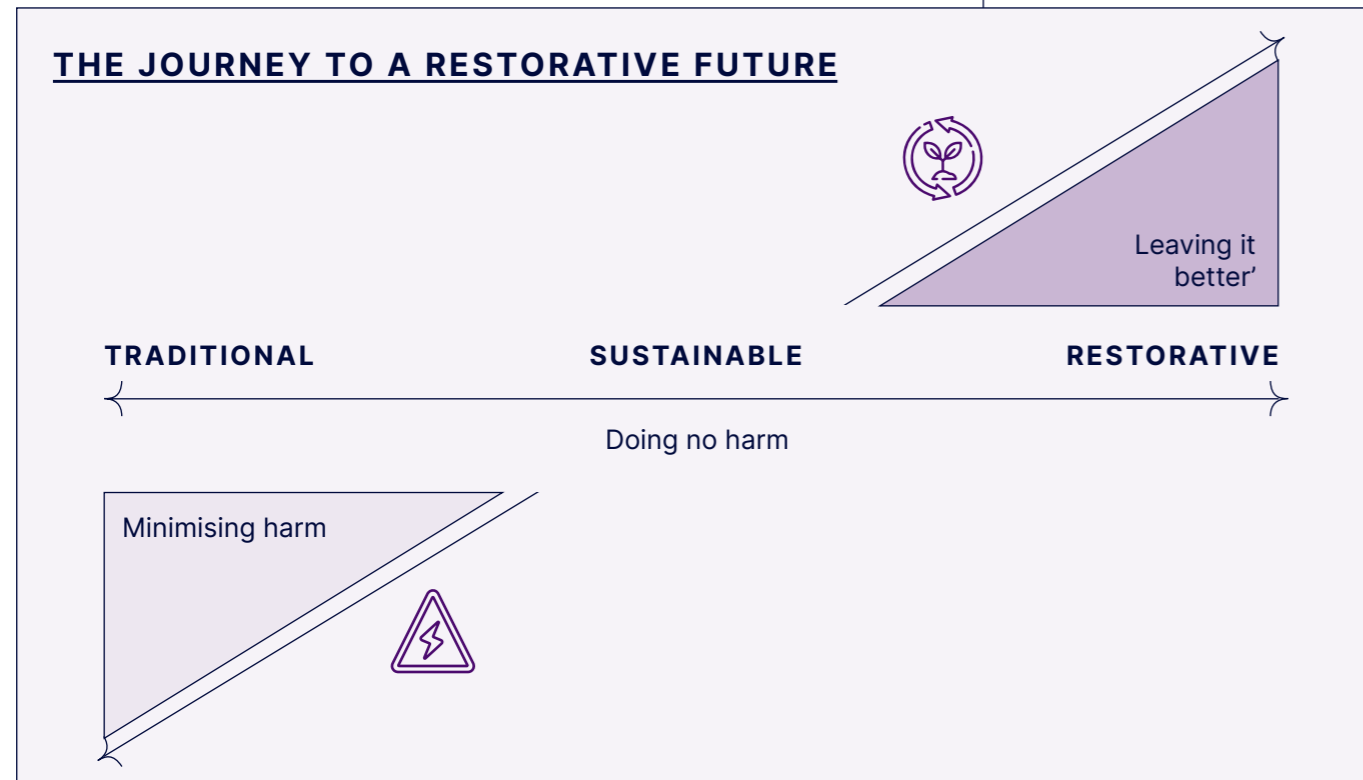 THE JOURNEY TO A RESTORATIVE FUTURE
Leaving it
better’
TRADITIONAL
SUSTAINABLE
RESTORATIVE
Doing no harm
Minimising harm